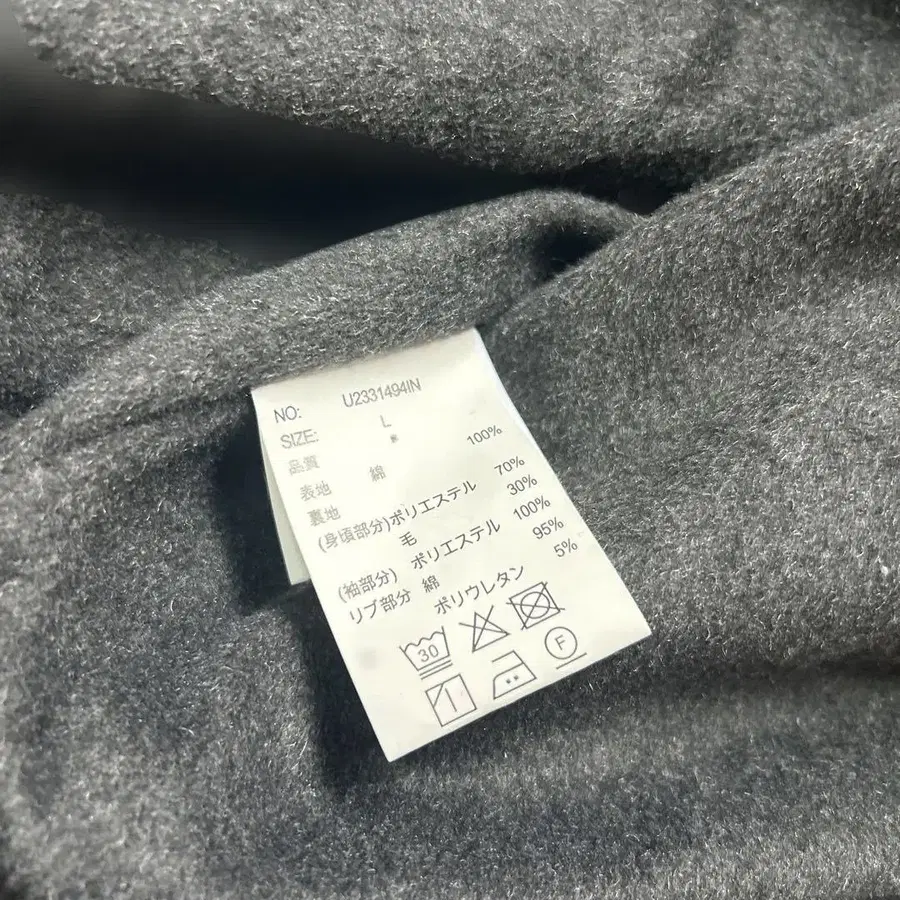 NO: U2331494IN
SIZE: L
品質 *
表地 綿 100%
裏地
(身頃部分)ポリエステル 70%
毛 30%
(袖部分) ポリエステル 100%
リブ部分 綿 95%
ポリウレタン 5%
30
F